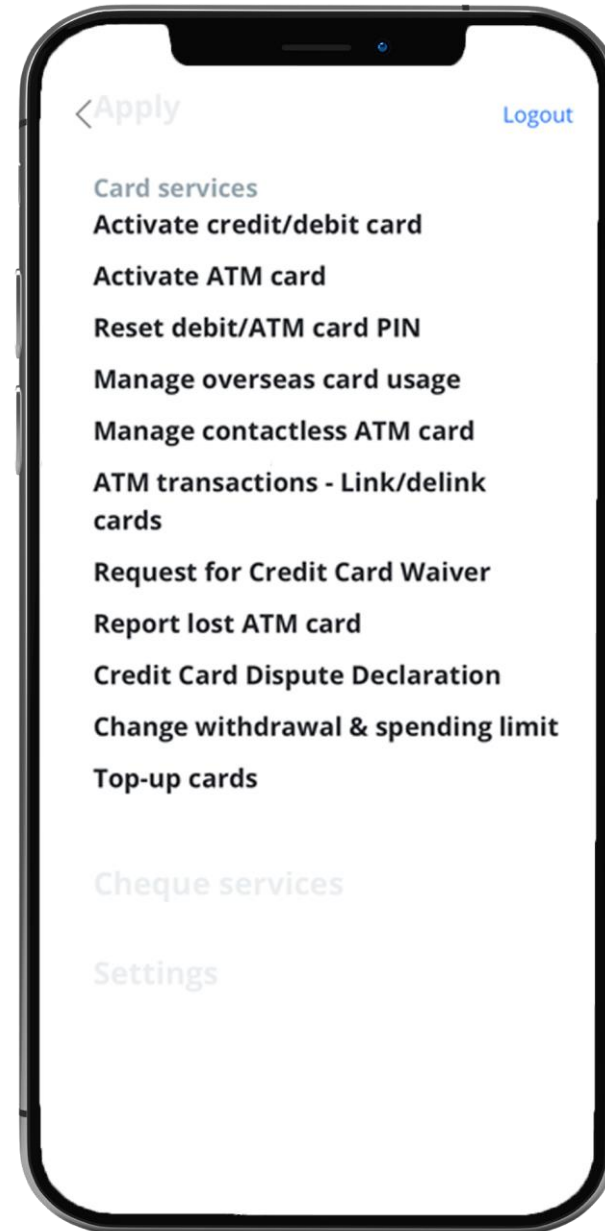 Apply
Logout
Card services
Activate credit/debit card
Activate ATM card
Reset debit/ATM card PIN
Manage overseas card usage
Manage contactless ATM card
ATM transactions - Link/delink
cards
Request for Credit Card Waiver
Report lost ATM card
Credit Card Dispute Declaration
Change withdrawal & spending limit
Top-up cards
Cheque services
Settings